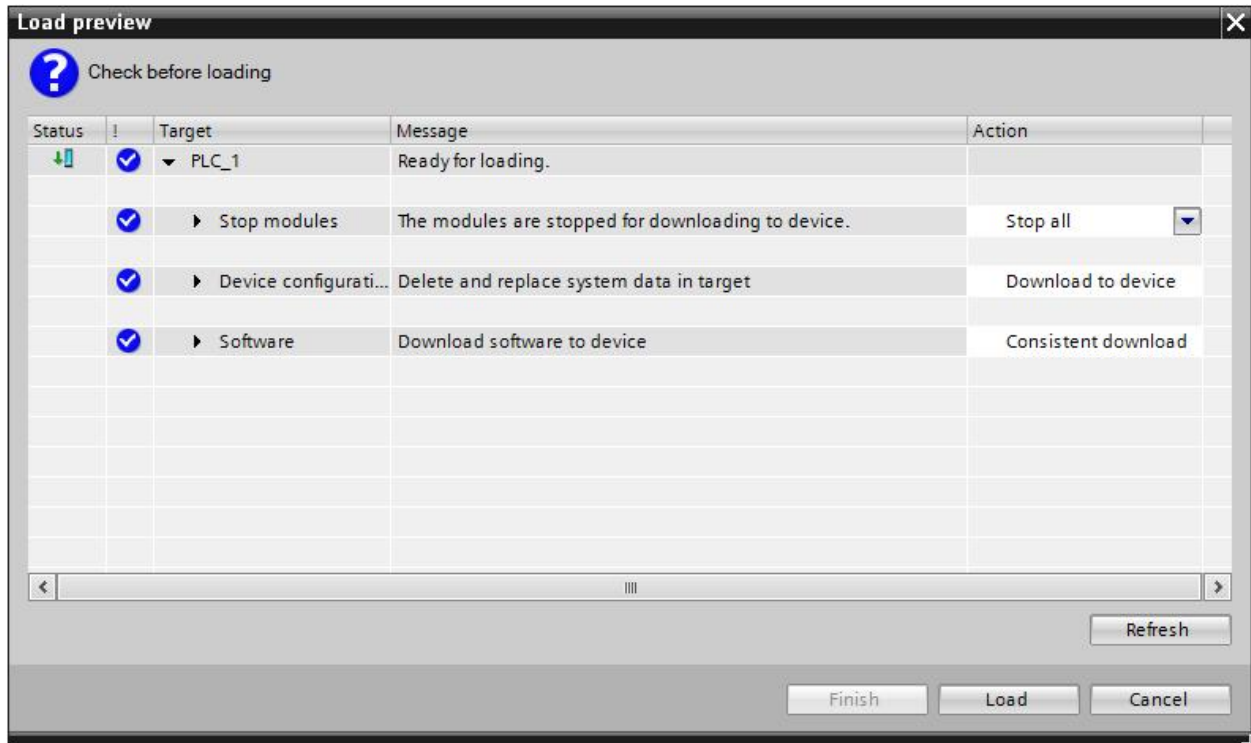 Load preview
Check before loading
Status ! Target Message Action
PLC_1 Ready for loading.
Stop modules The modules are stopped for downloading to device. Stop all
Device configurati... Delete and replace system data in target Download to device
Software Download software to device Consistent download
Refresh
Finish Load Cancel